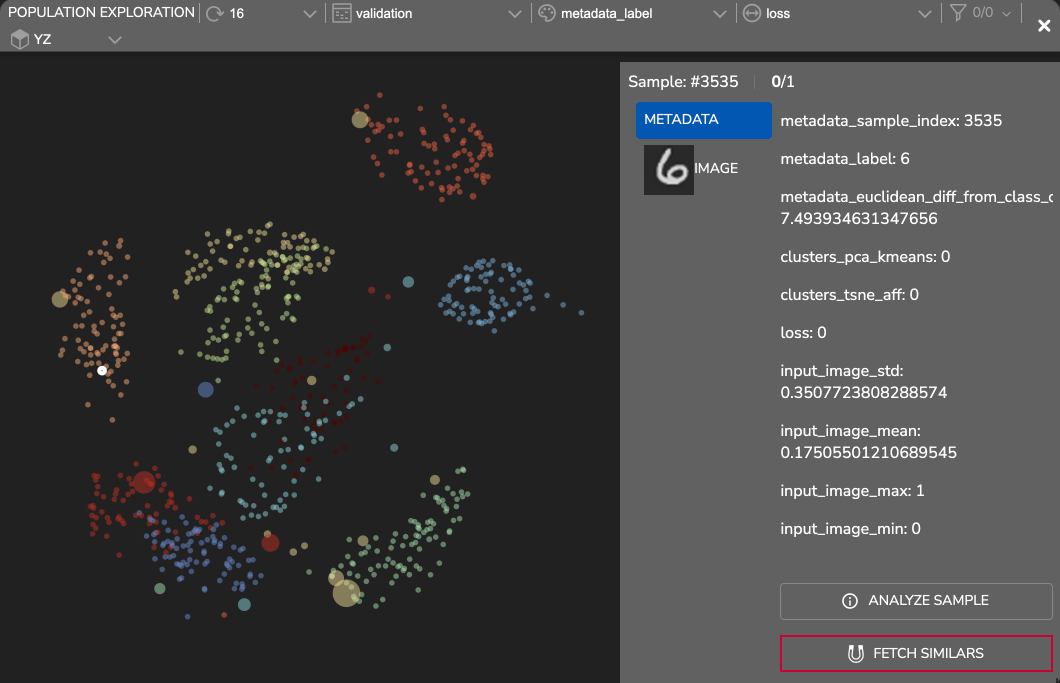 POPULATION EXPLORATION 16 validation metadata_label loss 0/0
YZ
Sample: #3535 0/1
METADATA
IMAGE
metadata_sample_index: 3535
metadata_label: 6
metadata_euclidean_diff_from_class_c
7.493934631347656
clusters_pca_kmeans: 0
clusters_tsne_aff: 0
loss: 0
input_image_std:
0.3507723808288574
input_image_mean:
0.17505501210689545
input_image_max: 1
input_image_min: 0
ANALYZE SAMPLE
FETCH SIMILARS